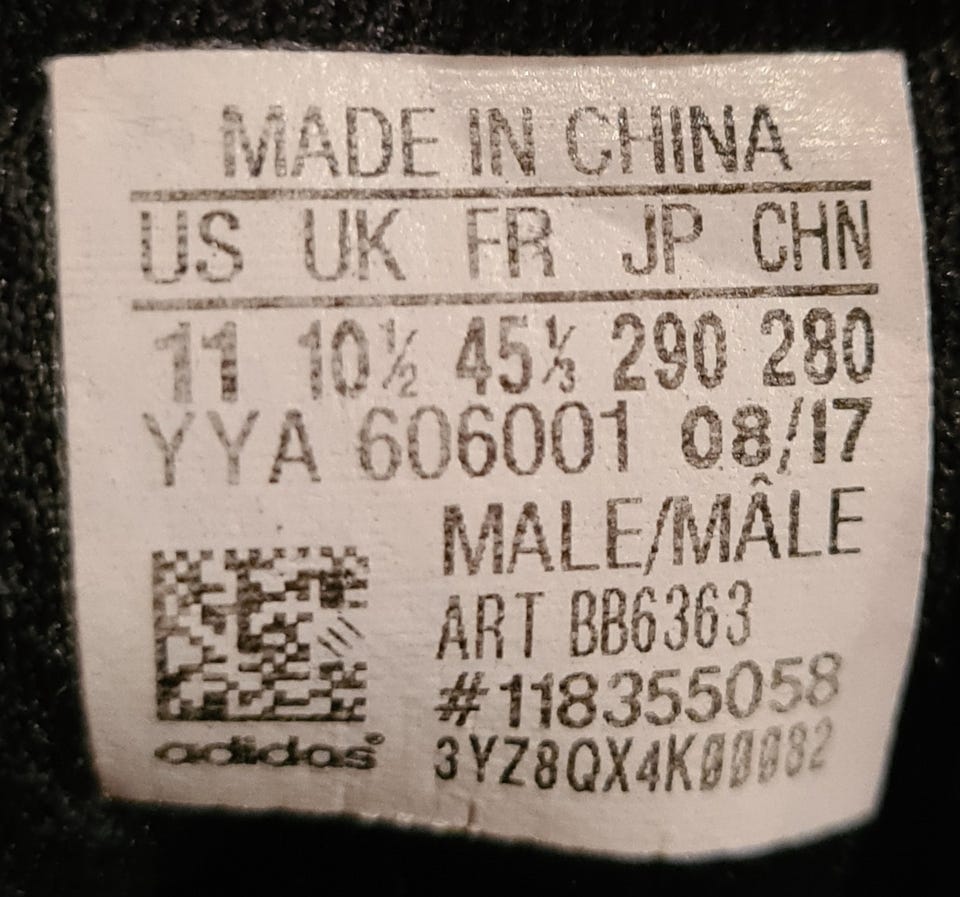 MADE IN CHINA
US UK FR JP CHN
11 10½ 45⅓ 290 280
YYA 606001 08/17
MALE/MÂLE
ART BB6363
#118355058
adidas®
3YZ8QX4K00082